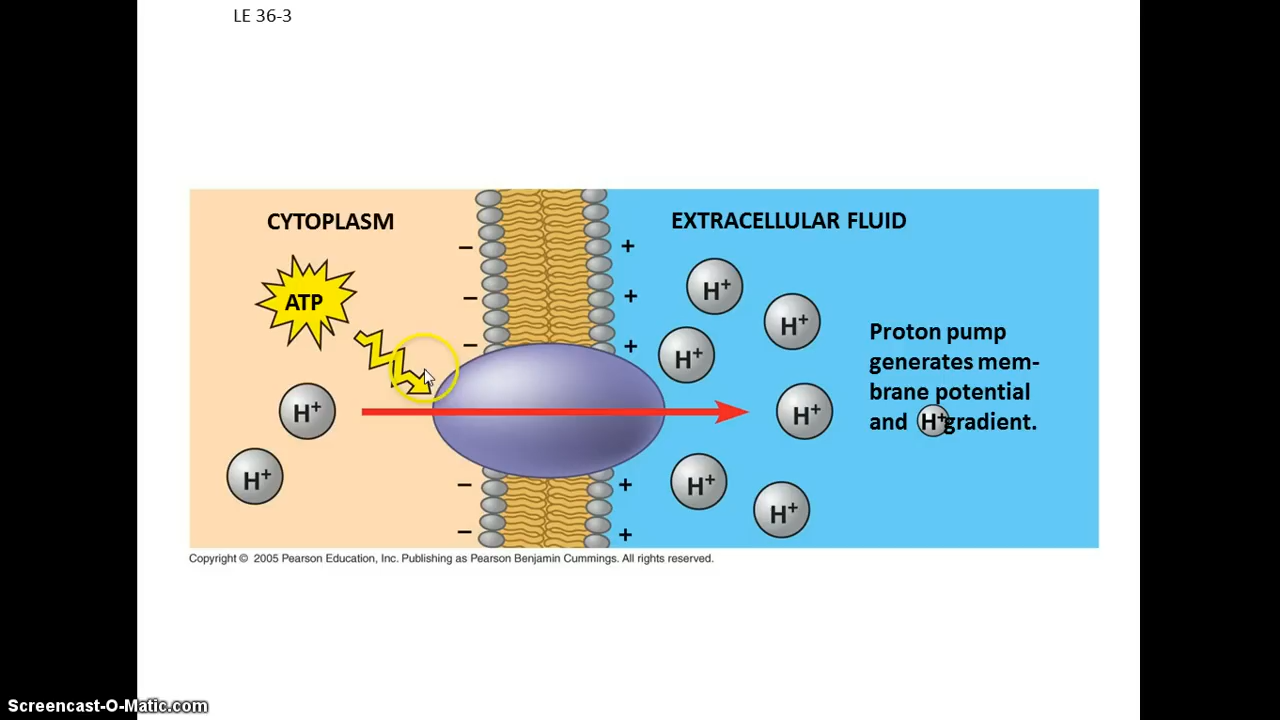 LE 36-3
CYTOPLASM
EXTRACELLULAR FLUID
− +
ATP
− +
− +
H+
H+
H+
H+
H+
H+
H+
H+
− +
− +
Proton pump
generates mem-
brane potential
and H+ gradient.
Copyright © 2005 Pearson Education, Inc. Publishing as Pearson Benjamin Cummings. All rights reserved.
Screencast-O-Matic.com